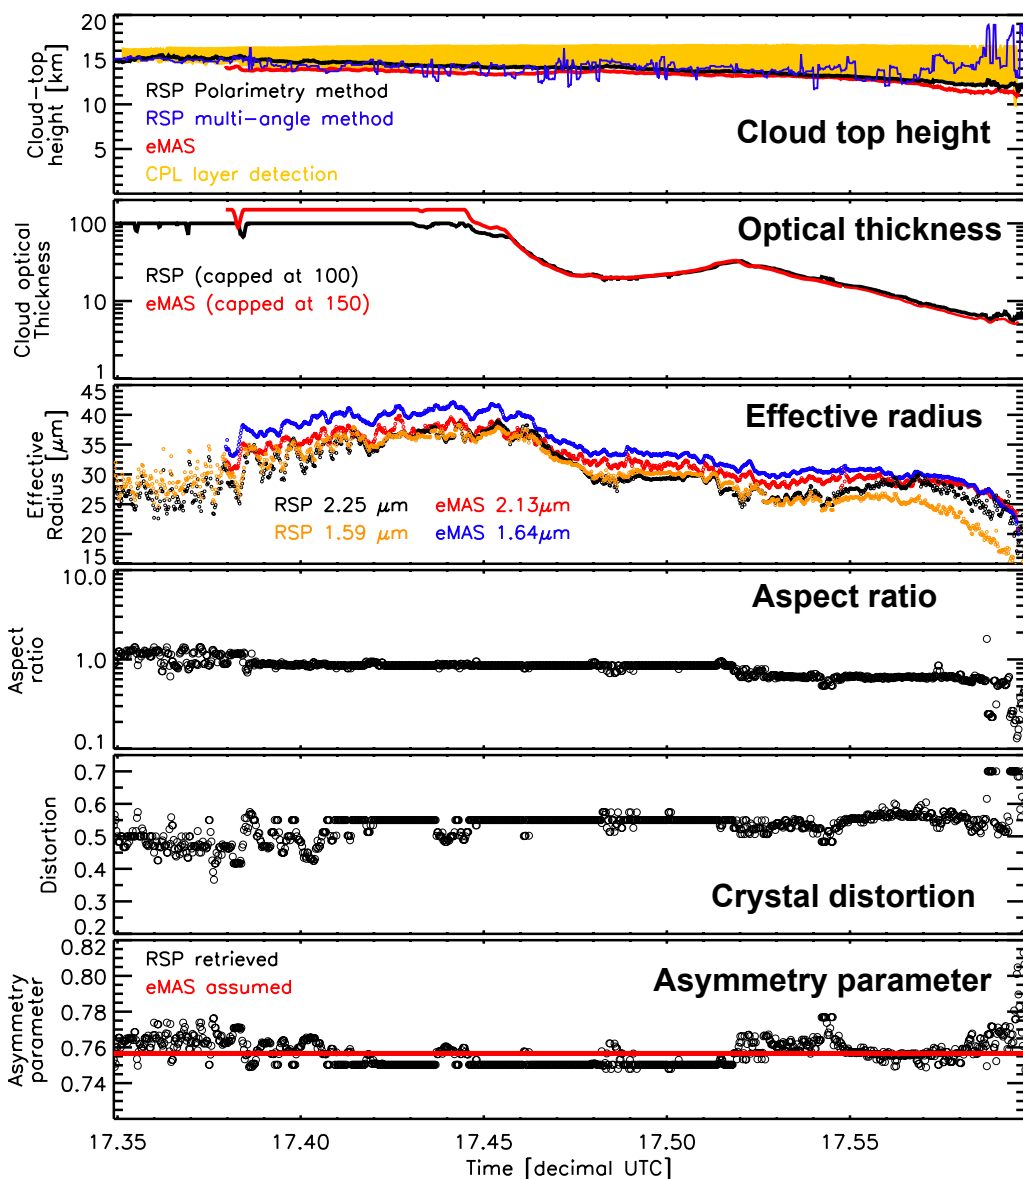 20
15
10
5
Cloud-top
height [km]
RSP Polarimetry method
RSP multi-angle method
eMAS
CPL layer detection
Cloud top height
100
10
1
Cloud optical
Thickness
RSP (capped at 100)
eMAS (capped at 150)
Optical thickness
45
40
35
30
25
20
15
Effective
Radius [μm]
RSP 2.25 μm
eMAS 2.13μm
RSP 1.59 μm
eMAS 1.64μm
Effective radius
10.0
1.0
0.1
Aspect
ratio
Aspect ratio
0.7
0.6
0.5
0.4
0.3
0.2
Distortion
Crystal distortion
0.82
0.80
0.78
0.76
0.74
Asymmetry
parameter
RSP retrieved
eMAS assumed
Asymmetry parameter
17.35
17.40
17.45
17.50
17.55
Time [decimal UTC]